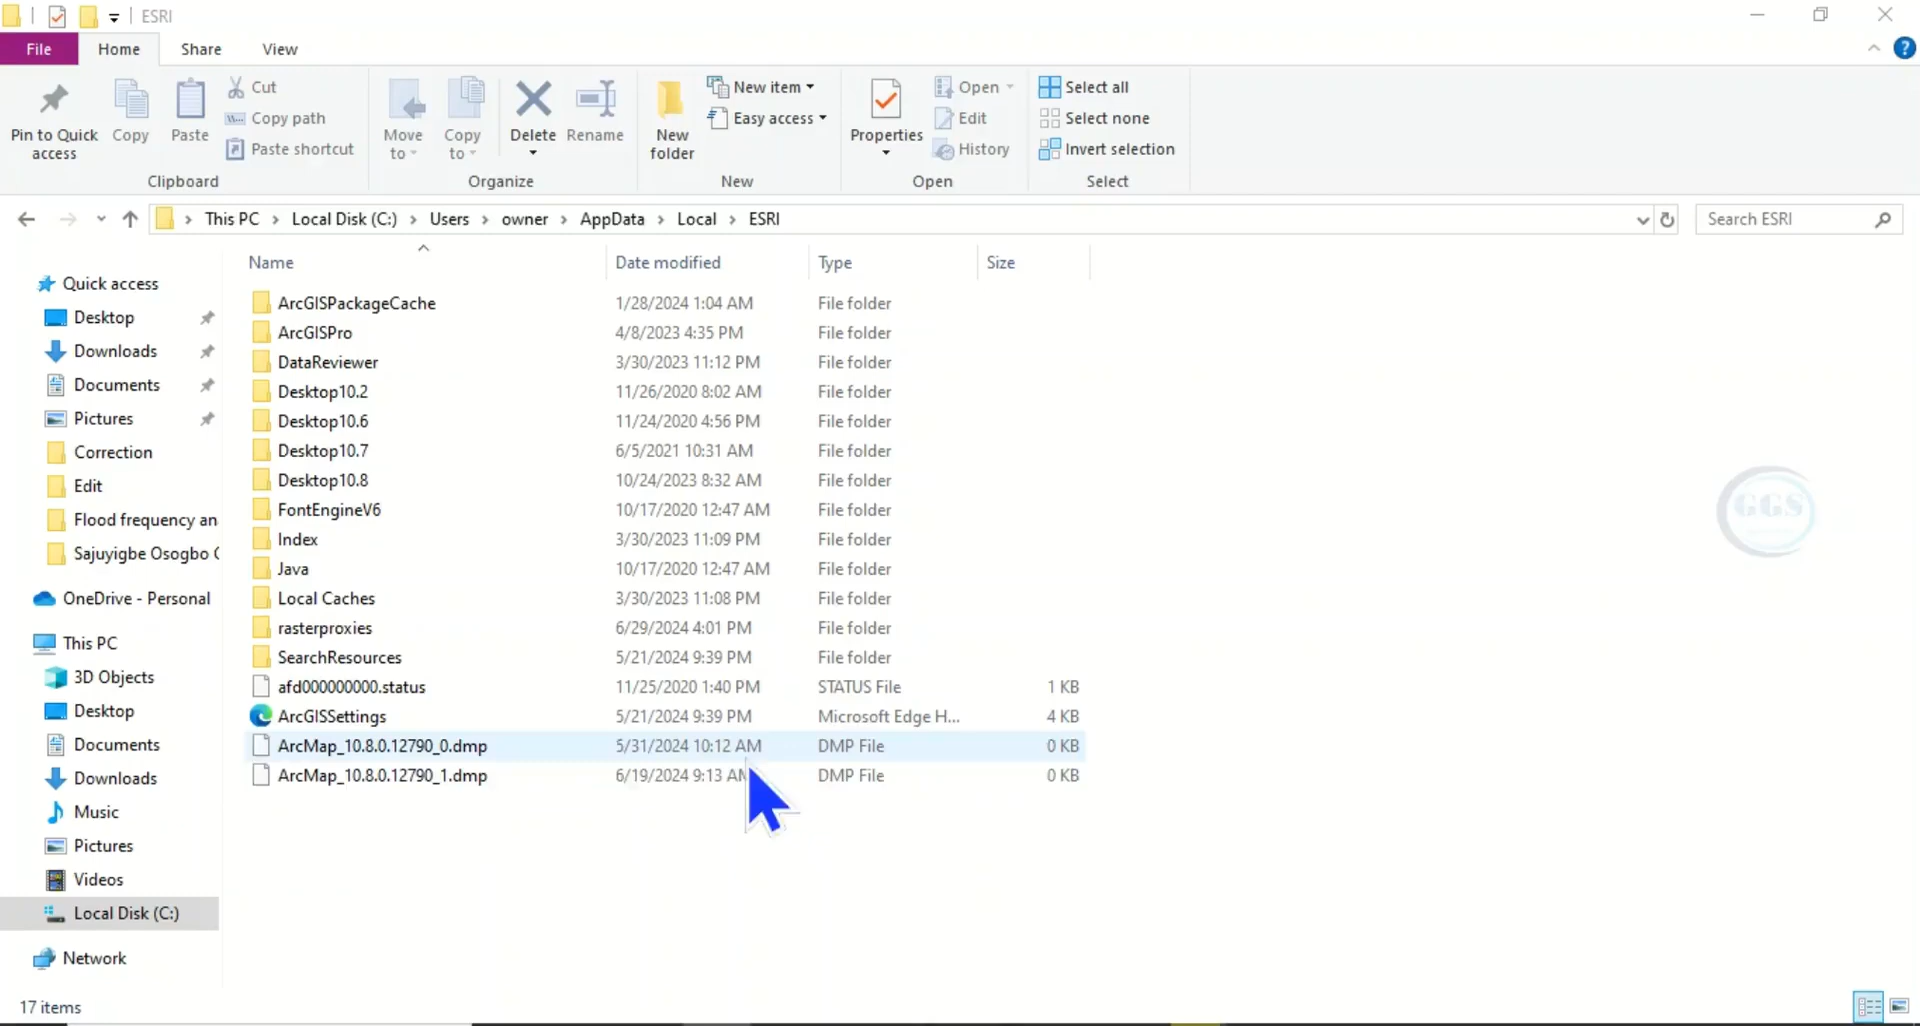 ESRI
File Home Share View
Pin to Quick access
Copy
Paste
Cut
Copy path
Paste shortcut
Clipboard
Move to
Copy to
Delete
Rename
Organize
New folder
New item
Easy access
New
Properties
Open
Edit
History
Open
Select all
Select none
Invert selection
Select
This PC > Local Disk (C:) > Users > owner > AppData > Local > ESRI
Search ESRI
Quick access
Desktop
Downloads
Documents
Pictures
Correction
Edit
Flood frequency an
Sajuyigbe Osogbo
OneDrive - Personal
This PC
3D Objects
Desktop
Documents
Downloads
Music
Pictures
Videos
Local Disk (C:)
Network
Name Date modified Type Size
ArcGISPackageCache 1/28/2024 1:04 AM File folder
ArcGISPro 4/8/2023 4:35 PM File folder
DataReviewer 3/30/2023 11:12 PM File folder
Desktop10.2 11/26/2020 8:02 AM File folder
Desktop10.6 11/24/2020 4:56 PM File folder
Desktop10.7 6/5/2021 10:31 AM File folder
Desktop10.8 10/24/2023 8:32 AM File folder
FontEngineV6 10/17/2020 12:47 AM File folder
Index 3/30/2023 11:09 PM File folder
Java 10/17/2020 12:47 AM File folder
Local Caches 3/30/2023 11:08 PM File folder
rasterproxies 6/29/2024 4:01 PM File folder
SearchResources 5/21/2024 9:39 PM File folder
afd000000000.status 11/25/2020 1:40 PM STATUS File 1 KB
ArcGISSettings 5/21/2024 9:39 PM Microsoft Edge H... 4 KB
ArcMap_10.8.0.12790_0.dmp 5/31/2024 10:12 AM DMP File 0 KB
ArcMap_10.8.0.12790_1.dmp 6/19/2024 9:13 AM DMP File 0 KB
GGS
17 items